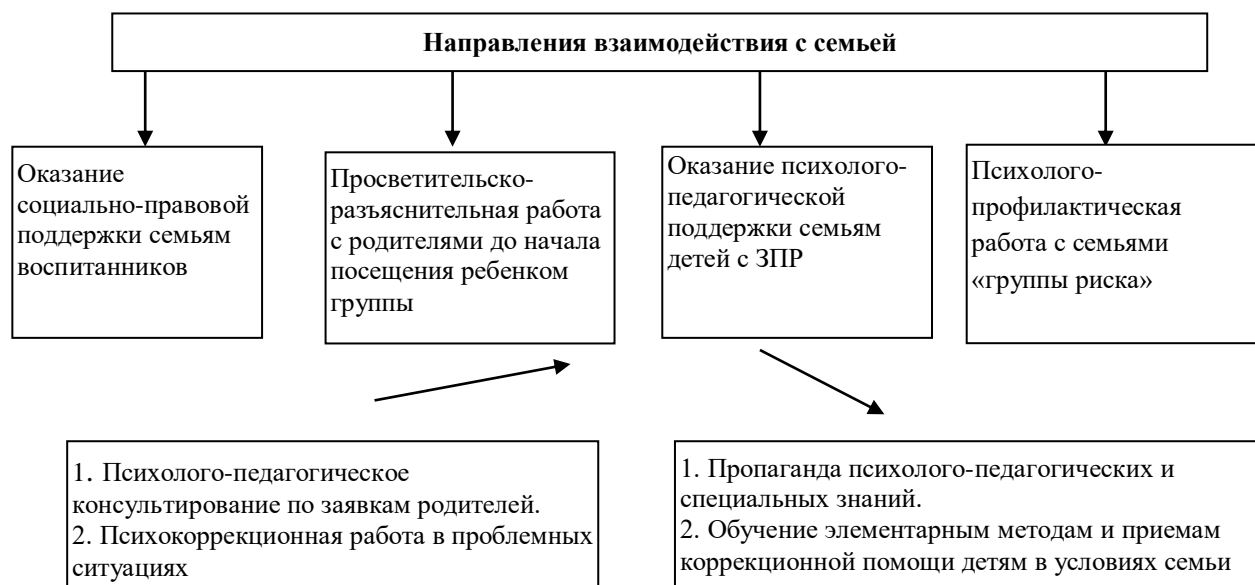 Направления взаимодействия с семьей
Оказание
социально-правовой
поддержки семьям
воспитанников
Просветительско-
разъяснительная работа
с родителями до начала
посещения ребенком
группы
Оказание психолого-
педагогической
поддержки семьям
детей с ЗПР
Психолого-
профилактическая
работа с семьями
«группы риска»
1. Психолого-педагогическое
консультирование по заявкам родителей.
2. Психокоррекционная работа в проблемных
ситуациях
1. Пропаганда психолого-педагогических и
специальных знаний.
2. Обучение элементарным методам и приемам
коррекционной помощи детям в условиях семьи